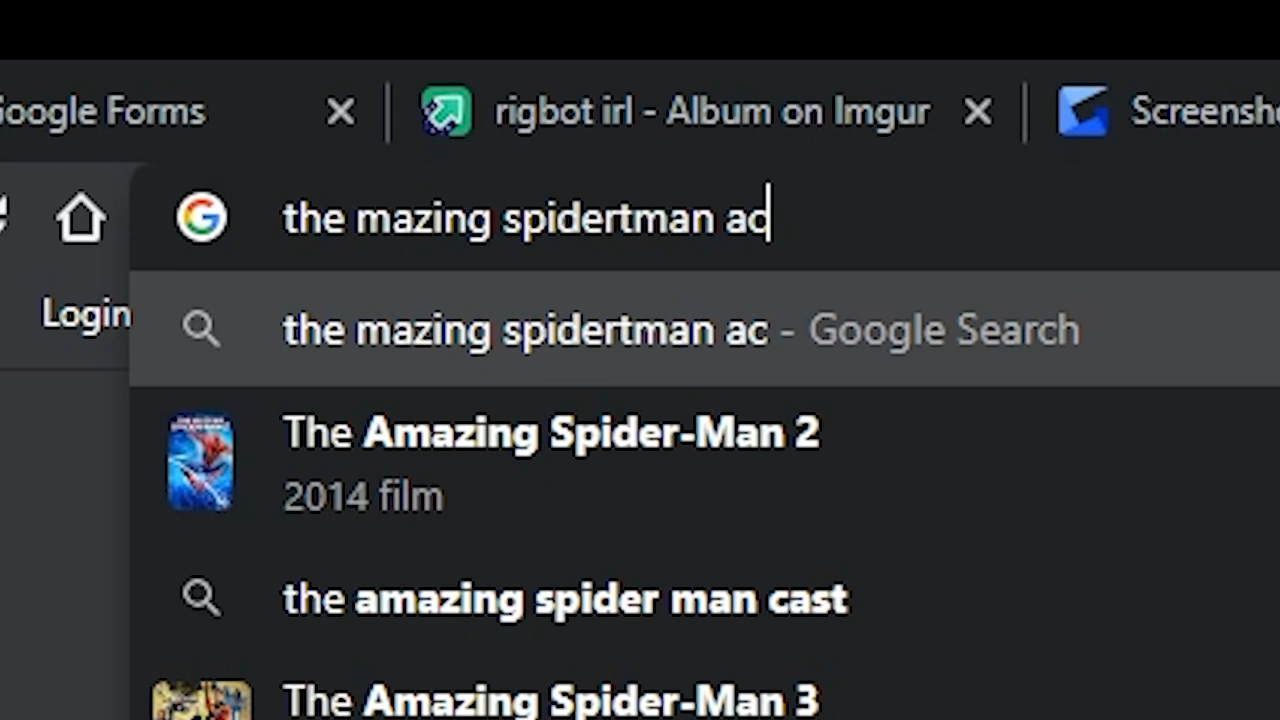 Google Forms
rigbot irl - Album on Imgur
the mazing spidertman ac
Login
the mazing spidertman ac - Google Search
The Amazing Spider-Man 2
2014 film
the amazing spider man cast
The Amazing Spider-Man 3